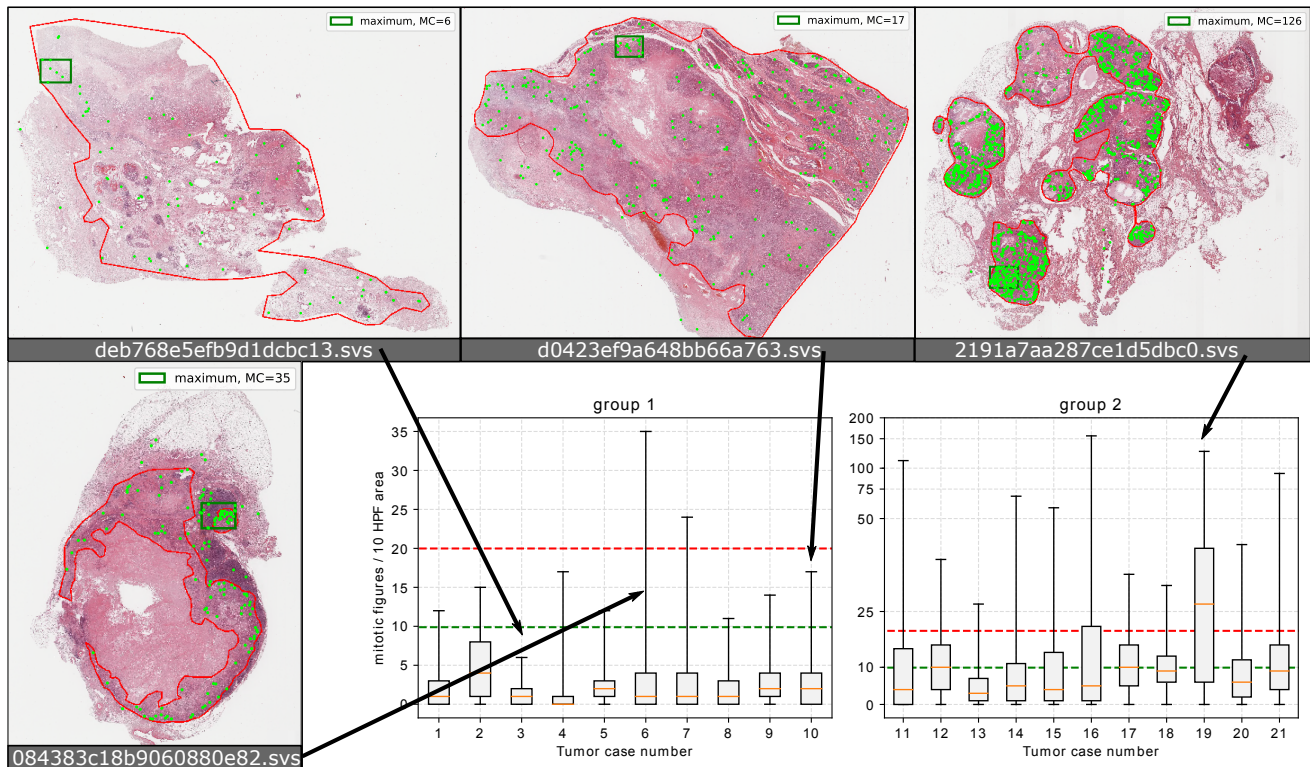 maximum, MC=6
maximum, MC=17
maximum, MC=126
deb768e5efb9d1dcbc13.svs
d0423ef9a648bb66a763.svs
2191a7aa287ce1d5dbc0.svs
maximum, MC=35
084383c18b9060880e82.svs
group 1
mitotic figures / 10 HPF area
35
30
25
20
15
10
5
0
1 2 3 4 5 6 7 8 9 10
Tumor case number
group 2
200
150
100
75
50
25
10
0
11 12 13 14 15 16 17 18 19 20 21
Tumor case number